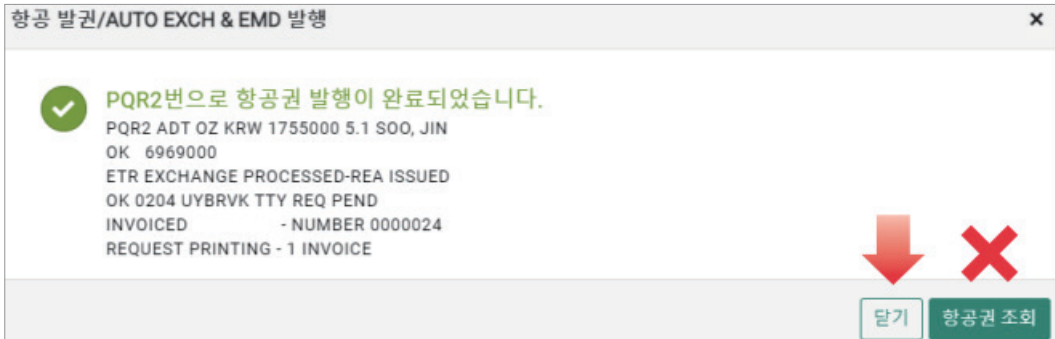 항공 발권/AUTO EXCH & EMD 발행
PQR2번으로 항공권 발행이 완료되었습니다.
PQR2 ADT OZ KRW 1755000 5.1 SOO, JIN
OK 6969000
ETR EXCHANGE PROCESSED-REA ISSUED
OK 0204 UYBRVK TTY REQ PEND
INVOICED - NUMBER 0000024
REQUEST PRINTING - 1 INVOICE
닫기 항공권 조회